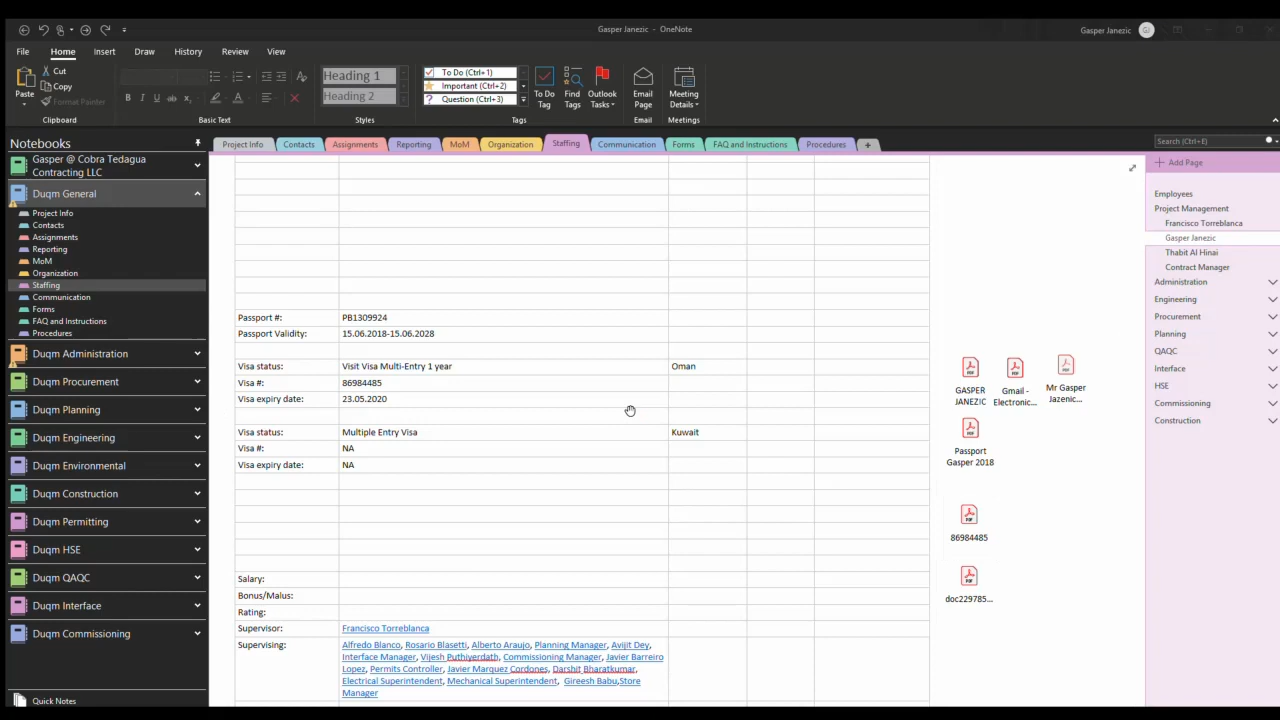 Gasper Janezic - OneNote
Gasper Janezic
GJ
File Home Insert Draw History Review View
Paste
Cut
Copy
Format Painter
Clipboard
Basic Text
Heading 1
Heading 2
Styles
To Do (Ctrl+1)
Important (Ctrl+2)
Question (Ctrl+3)
To Do Tag
Find Tags
Outlook Tasks
Tags
Email Page
Email
Meeting Details
Meetings
Notebooks
Project Info Contacts Assignments Reporting MoM Organization Staffing Communication Forms FAQ and Instructions Procedures
Search (Ctrl+E)
Gasper @ Cobra Tedagua
Contracting LLC
Duqm General
Project Info
Contacts
Assignments
Reporting
MoM
Organization
Staffing
Communication
Forms
FAQ and Instructions
Procedures
Duqm Administration
Duqm Procurement
Duqm Planning
Duqm Engineering
Duqm Environmental
Duqm Construction
Duqm Permitting
Duqm HSE
Duqm QAQC
Duqm Interface
Duqm Commissioning
Quick Notes
Passport #: PB1309924
Passport Validity: 15.06.2018-15.06.2028
Visa status: Visit Visa Multi-Entry 1 year Oman
Visa #: 86984485
Visa expiry date: 23.05.2020
Visa status: Multiple Entry Visa Kuwait
Visa #: NA
Visa expiry date: NA
Salary:
Bonus/Malus:
Rating:
Supervisor: Francisco Torreblanca
Supervising: Alfredo Blanco, Rosario Blasetti, Alberto Araujo, Planning Manager, Avijit Dey,
Interface Manager, Vijesh Puthiyerdath, Commissioning Manager, Javier Barreiro
Lopez, Permits Controller, Javier Marquez Cordones, Darshit Bharatkumar,
Electrical Superintendent, Mechanical Superintendent, Gireesh Babu,Store
Manager
GASPER
JANEZIC
Gmail -
Electronic...
Mr Gasper
Jazenic...
Passport
Gasper 2018
86984485
doc229785...
Add Page
Employees
Project Management
Francisco Torreblanca
Gasper Janezic
Thabit Al Hinai
Contract Manager
Administration
Engineering
Procurement
Planning
QAQC
Interface
HSE
Commissioning
Construction